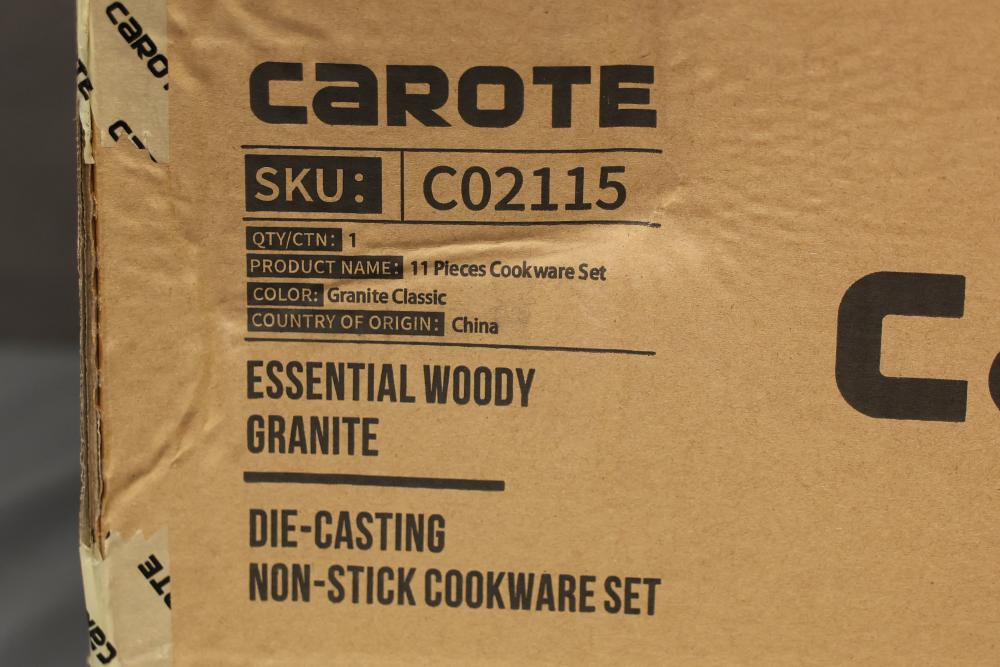 CAROTE
CAROTE
SKU: C02115
QTY/CTN: 1
PRODUCT NAME: 11 Pieces Cookware Set
COLOR: Granite Classic
COUNTRY OF ORIGIN: China
ESSENTIAL WOODY
GRANITE
DIE-CASTING
NON-STICK COOKWARE SET